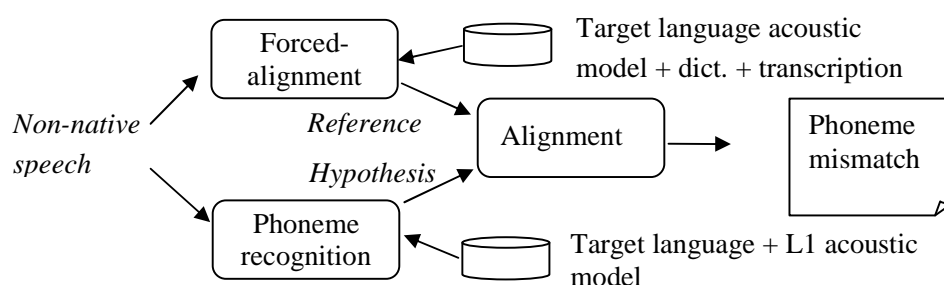 Forced-
alignment
Target language acoustic
model + dict. + transcription
Non-native
speech
Reference
Hypothesis
Alignment
Phoneme
mismatch
Phoneme
recognition
Target language + L1 acoustic
model